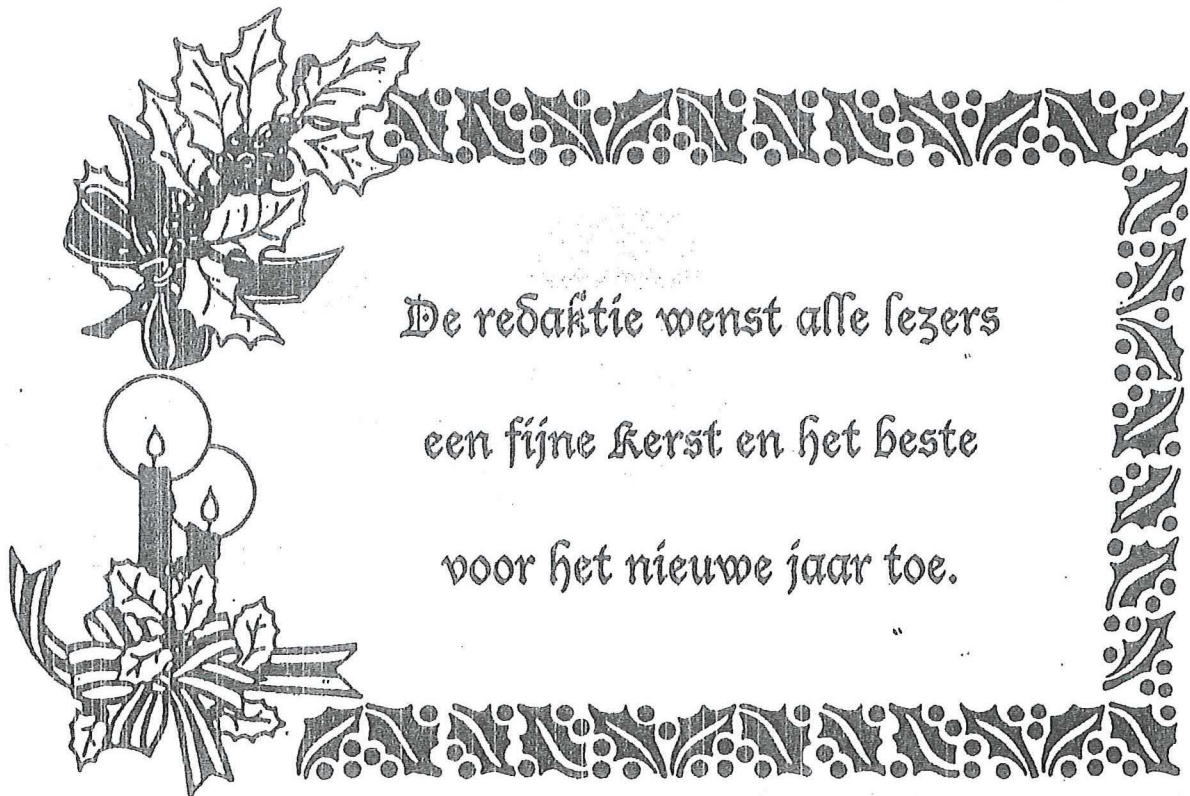 De redaktie wenst alle lezers
een fijne Kerst en het beste
voor het nieuwe jaar toe.